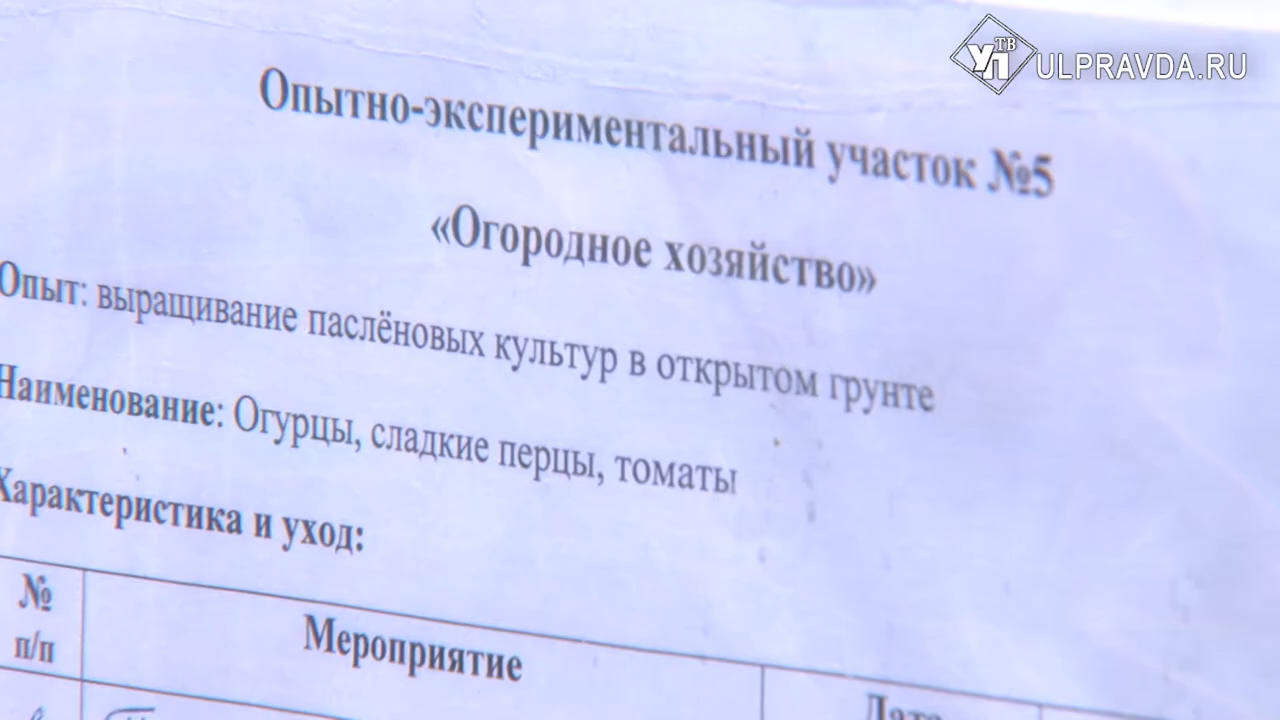 УП ТВ ULPRAVDA.RU
Опытно-экспериментальный участок №5
«Огородное хозяйство»
Опыт: выращивание паслёновых культур в открытом грунте
Наименование: Огурцы, сладкие перцы, томаты
Характеристика и уход:
№ п/п Мероприятие Дата